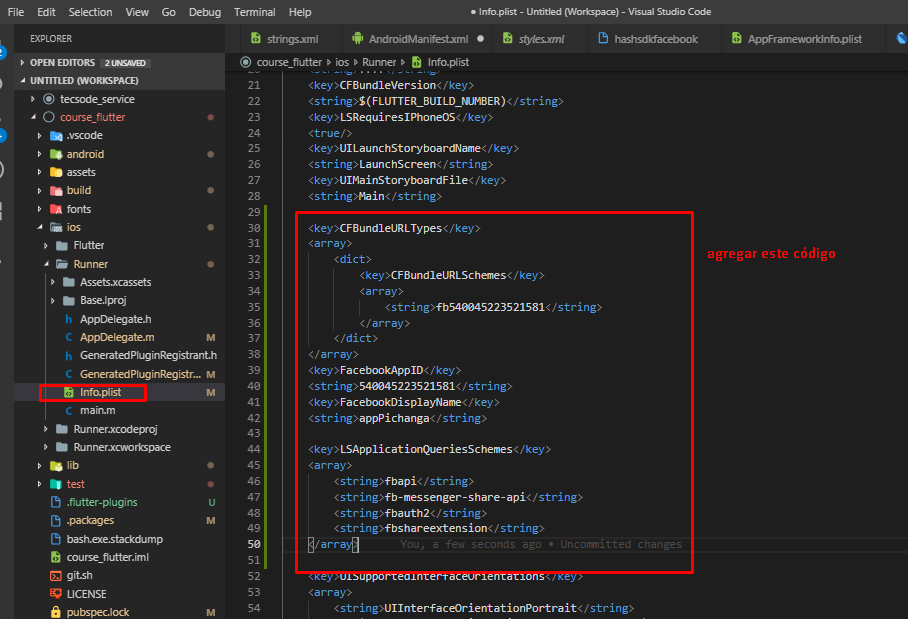 File Edit Selection View Go Debug Terminal Help ● Info.plist - Untitled (Workspace) - Visual Studio Code
EXPLORER
OPEN EDITORS 2 UNSAVED
UNTITLED (WORKSPACE)
tecsode_service
course_flutter
.vscode
android
assets
build
fonts
ios
Flutter
Runner
Assets.xcassets
Base.lproj
AppDelegate.h
AppDelegate.m M
GeneratedPluginRegistrant.h
GeneratedPluginRegistr... M
Info.plist M
main.m
Runner.xcodeproj
Runner.xcworkspace
lib
test
.flutter-plugins U
.packages M
bash.exe.stackdump
course_flutter.iml
git.sh
LICENSE
pubspec.lock M
strings.xml AndroidManifest.xml ● styles.xml hashsdkfacebook AppFrameworkInfo.plist
course_flutter › ios › Runner › Info.plist
21 <key>CFBundleVersion</key>
22 <string>$(FLUTTER_BUILD_NUMBER)</string>
23 <key>LSRequiresIPhoneOS</key>
24 <true/>
25 <key>UILaunchStoryboardName</key>
26 <string>LaunchScreen</string>
27 <key>UIMainStoryboardFile</key>
28 <string>Main</string>
29
30 <key>CFBundleURLTypes</key>
31 <array>
32 <dict>
33 <key>CFBundleURLSchemes</key>
34 <array>
35 <string>fb540045223521581</string>
36 </array>
37 </dict>
38 </array>
39 <key>FacebookAppID</key>
40 <string>540045223521581</string>
41 <key>FacebookDisplayName</key>
42 <string>appPichanga</string>
43
44 <key>LSApplicationQueriesSchemes</key>
45 <array>
46 <string>fbapi</string>
47 <string>fb-messenger-share-api</string>
48 <string>fbauth2</string>
49 <string>fbshareextension</string>
50 </array> You, a few seconds ago • Uncommitted changes
51
52 <key>UISupportedInterfaceOrientations</key>
53 <array>
54 <string>UIInterfaceOrientationPortrait</string>
agregar este código